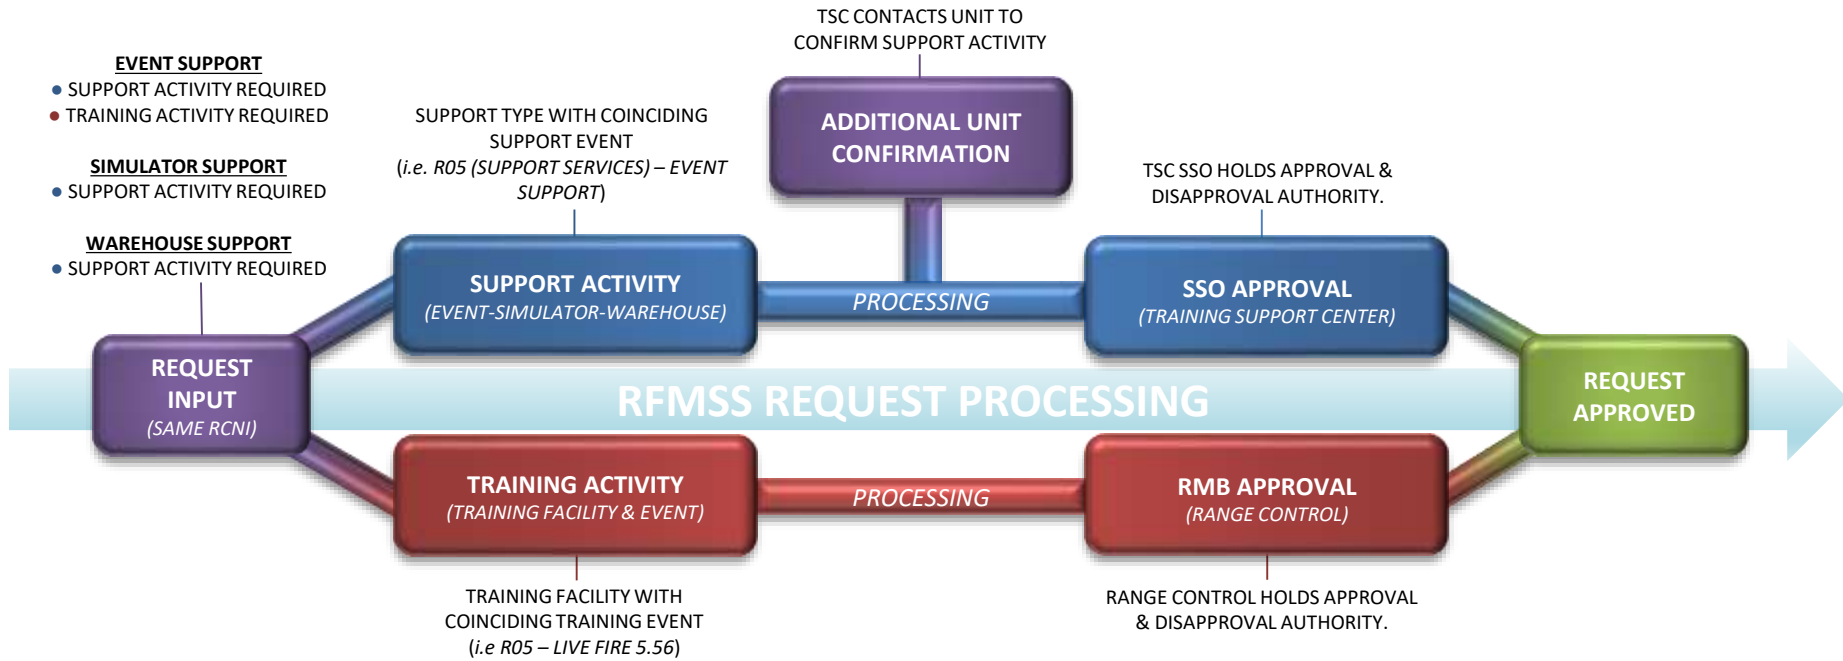 TSC CONTACTS UNIT TO
CONFIRM SUPPORT ACTIVITY
EVENT SUPPORT
• SUPPORT ACTIVITY REQUIRED
• TRAINING ACTIVITY REQUIRED
SIMULATOR SUPPORT
• SUPPORT ACTIVITY REQUIRED
WAREHOUSE SUPPORT
• SUPPORT ACTIVITY REQUIRED
SUPPORT TYPE WITH COINCIDING
SUPPORT EVENT
(i.e. R05 (SUPPORT SERVICES) – EVENT
SUPPORT)
ADDITIONAL UNIT
CONFIRMATION
TSC SSO HOLDS APPROVAL &
DISAPPROVAL AUTHORITY.
SUPPORT ACTIVITY
(EVENT-SIMULATOR-WAREHOUSE)
PROCESSING
SSO APPROVAL
(TRAINING SUPPORT CENTER)
REQUEST
INPUT
(SAME RCNI)
RFMSS REQUEST PROCESSING
REQUEST
APPROVED
TRAINING ACTIVITY
(TRAINING FACILITY & EVENT)
PROCESSING
RMB APPROVAL
(RANGE CONTROL)
TRAINING FACILITY WITH
COINCIDING TRAINING EVENT
(i.e R05 – LIVE FIRE 5.56)
RANGE CONTROL HOLDS APPROVAL
& DISAPPROVAL AUTHORITY.